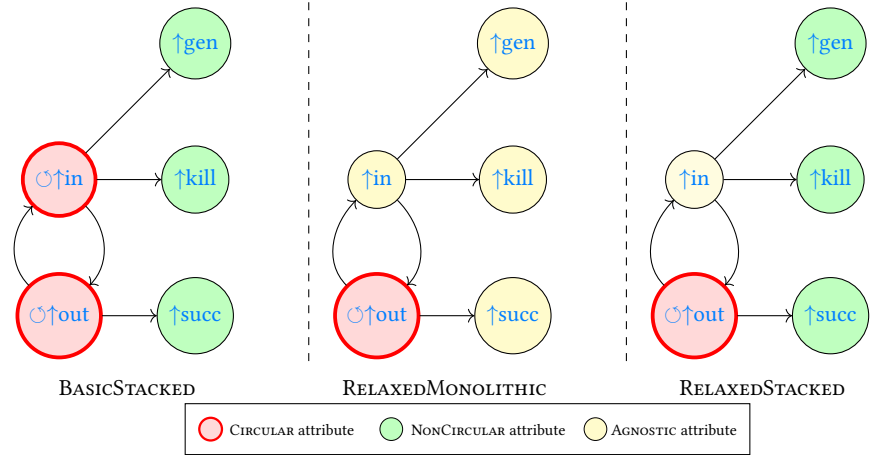 ↑gen
↺↑in
↑kill
↺↑out
↑succ
BASICSTACKED
↑gen
↑in
↑kill
↺↑out
↑succ
RELAXEDMONOLITHIC
↑gen
↑in
↑kill
↺↑out
↑succ
RELAXEDSTACKED
CIRCULAR attribute
NONCIRCULAR attribute
AGNOSTIC attribute